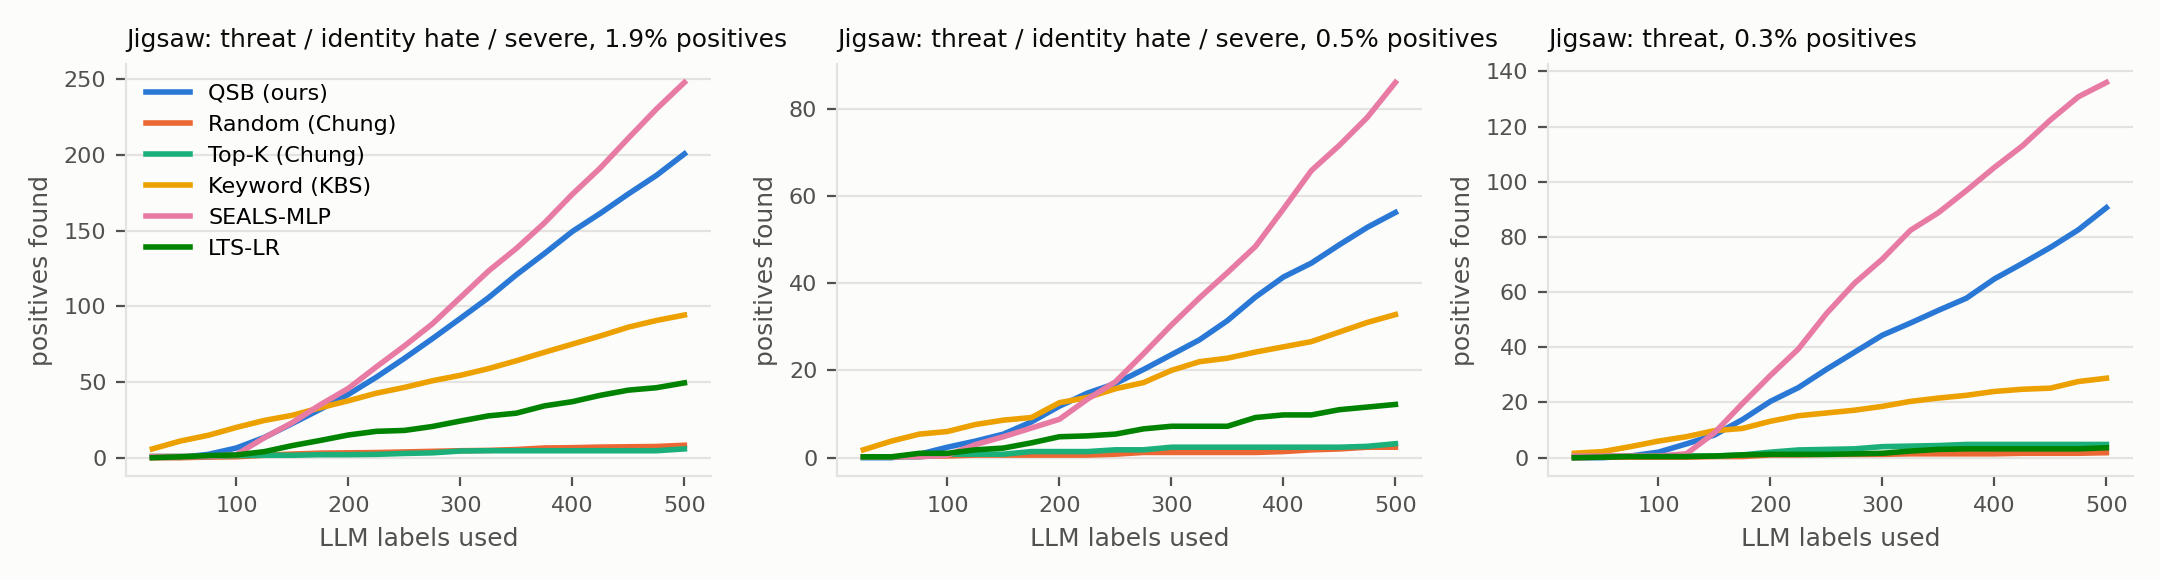 Jigsaw: threat / identity hate / severe, 1.9% positives
250
200
150
100
50
0
positives found
QSB (ours)
Random (Chung)
Top-K (Chung)
Keyword (KBS)
SEALS-MLP
LTS-LR
100 200 300 400 500
LLM labels used
Jigsaw: threat / identity hate / severe, 0.5% positives
80
60
40
20
0
positives found
100 200 300 400 500
LLM labels used
Jigsaw: threat, 0.3% positives
140
120
100
80
60
40
20
0
positives found
100 200 300 400 500
LLM labels used